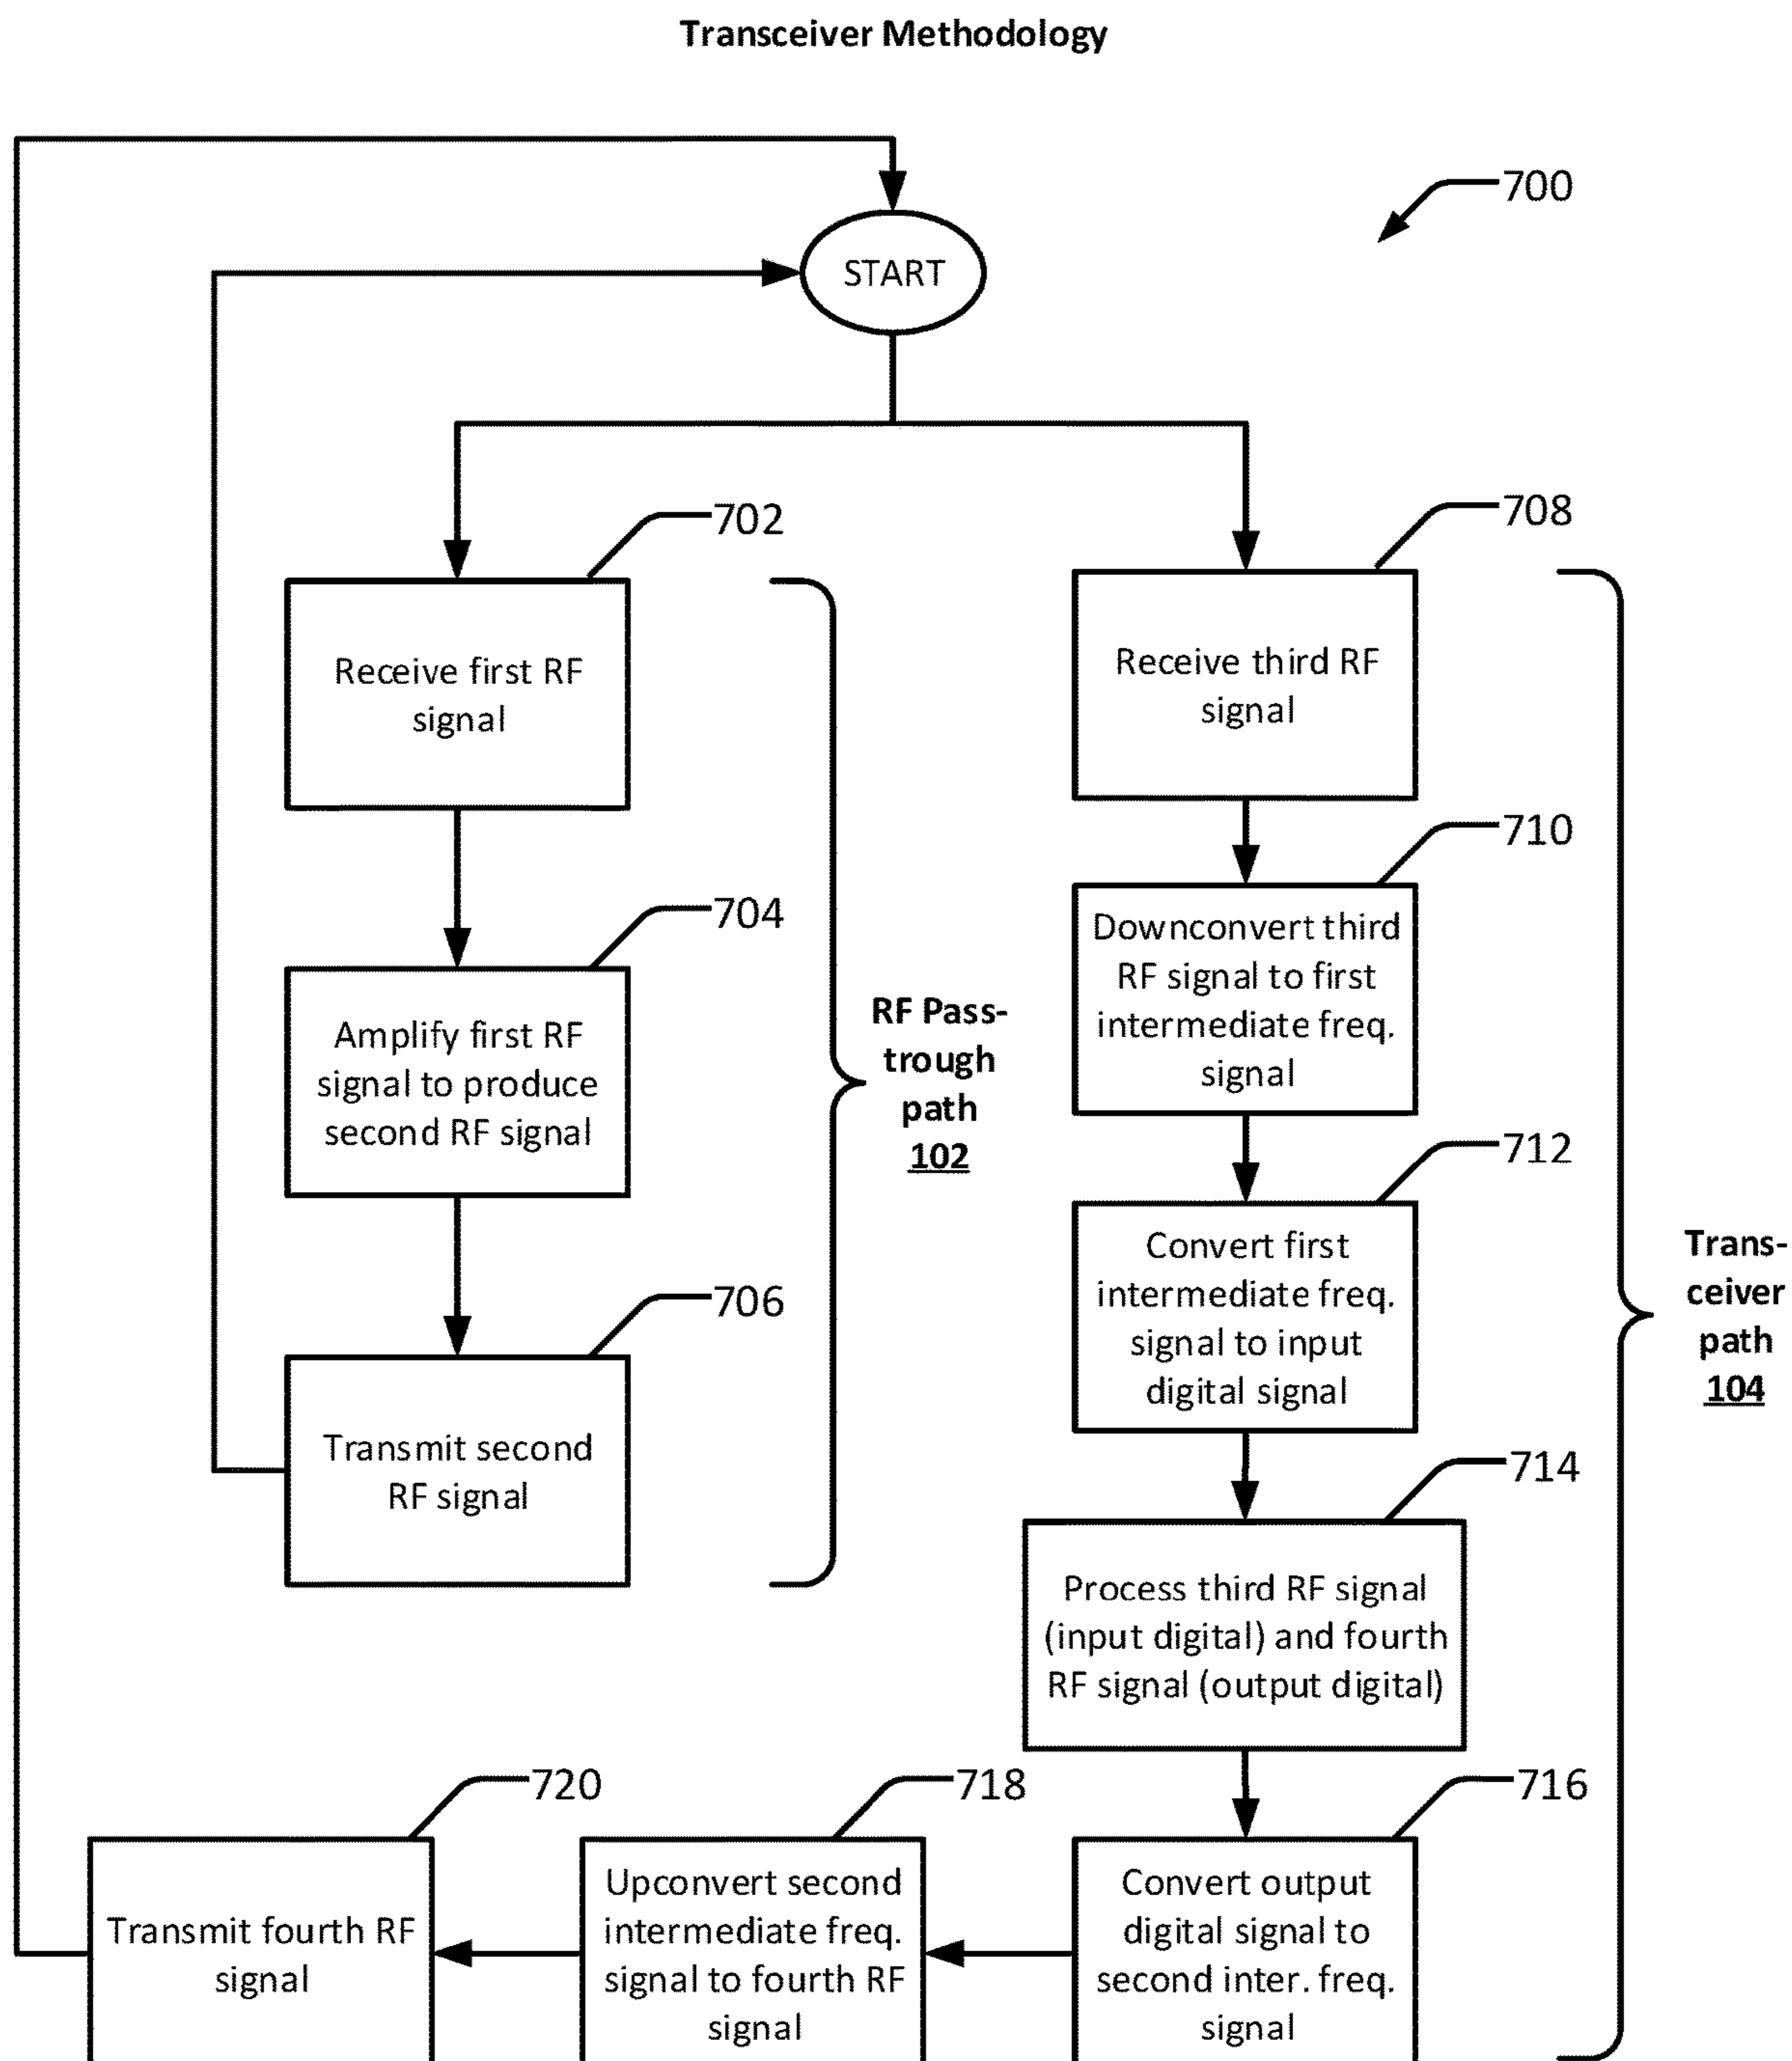 Transceiver Methodology
700
START
702
Receive first RF
signal
704
Amplify first RF
signal to produce
second RF signal
706
Transmit second
RF signal
RF Pass-
trough
path
102
708
Receive third RF
signal
710
Downconvert third
RF signal to first
intermediate freq.
signal
712
Convert first
intermediate freq.
signal to input
digital signal
714
Process third RF signal
(input digital) and fourth
RF signal (output digital)
Trans-
ceiver
path
104
716
Convert output
digital signal to
second inter. freq.
signal
718
Upconvert second
intermediate freq.
signal to fourth RF
signal
720
Transmit fourth RF
signal